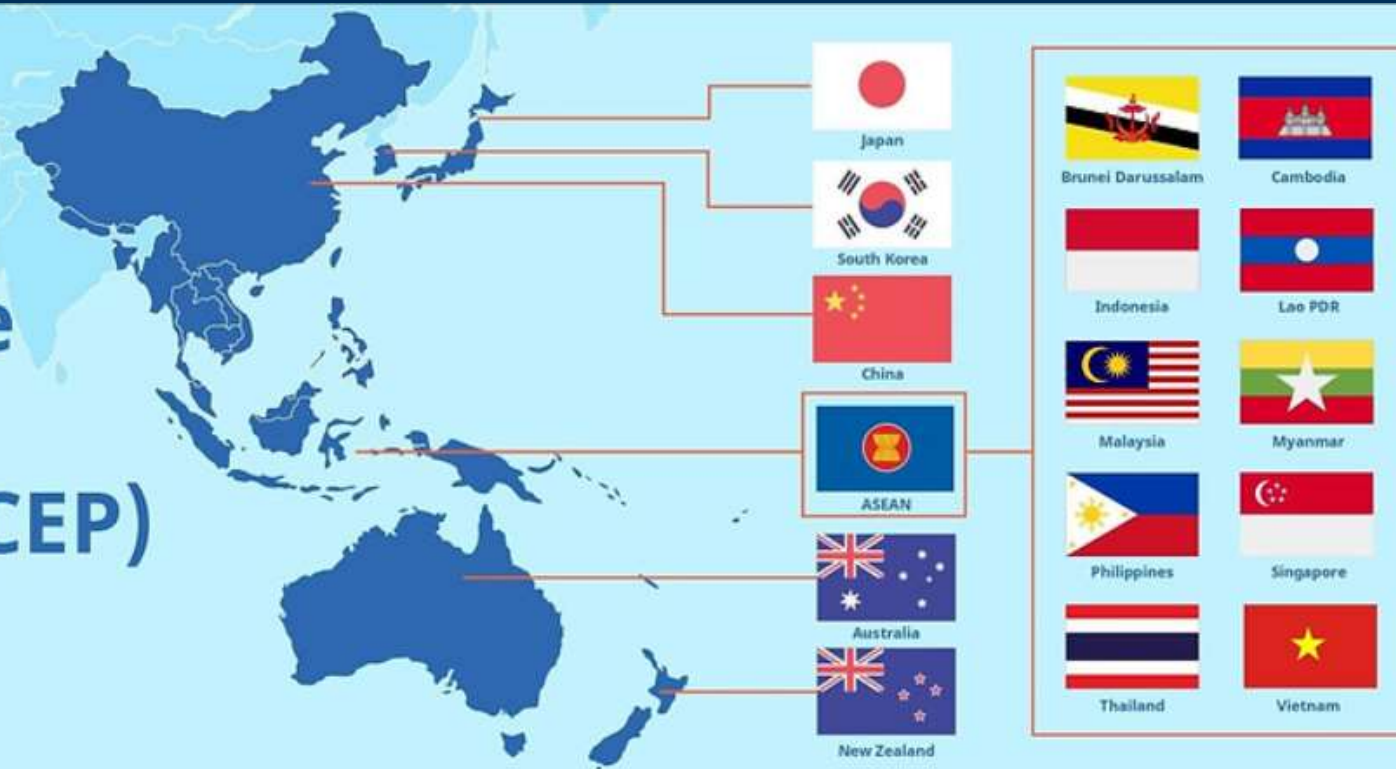 e
CEP)
Japan
South Korea
China
ASEAN
Australia
New Zealand
Brunei Darussalam
Cambodia
Indonesia
Lao PDR
Malaysia
Myanmar
Philippines
Singapore
Thailand
Vietnam